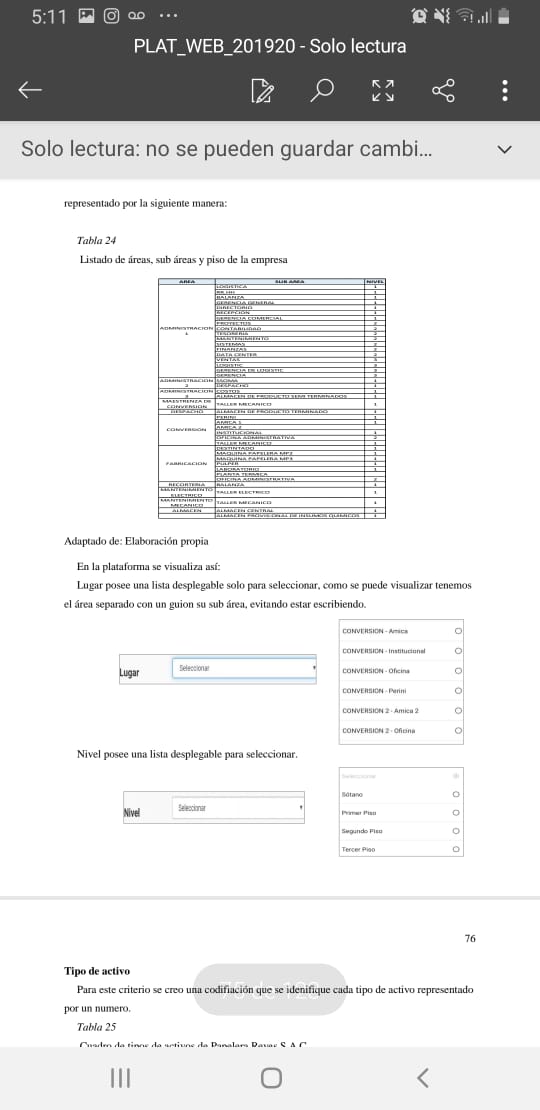 5:11
PLAT_WEB_201920 - Solo lectura
Solo lectura: no se pueden guardar cambi...
representado por la siguiente manera:
Tabla 24
Listado de áreas, sub áreas y piso de la empresa
AREA SUB AREA NIVEL
LOGISTICA 1
RR.HH 1
BALANZA 1
GERENCIA GENERAL 1
DIRECTORIO 1
RECEPCIÓN 1
GERENCIA COMERCIAL 1
PROYECTOS 2
ADMINISTRACION 1 CONTABILIDAD 2
TESORERIA 2
MANTENIMIENTO 2
SISTEMAS 2
FINANZAS 2
DATA CENTER 2
VENTAS 3
LOGISTIC 3
GERENCIA DE LOGISTIC 3
GERENCIA 3
ADMINISTRACION 2 SSOMA 1
DESPACHO 1
ADMINISTRACION 3 COSTOS 1
ALMACEN DE PRODUCTO SEMI TERMINADOS 1
MAESTRENZA DE CONVERSION TALLER MECANICO 1
DESPACHO ALMACEN DE PRODUCTO TERMINADO 1
PERINI 1
AMICA 1 1
CONVERSION AMICA 2
INSTITUCIONAL 1
OFICINA ADMINISTRATIVA 2
TALLER MECANICO 1
DESTINTADO 1
MAQUINA PAPELERA MP2 1
MAQUINA PAPELERA MP3 1
FABRICACION PULPER 1
LABORATORIO 1
PLANTA TERMICA
OFICINA ADMINISTRATIVA 2
RECORTERIA BALANZA 1
MANTENIMIENTO ELECTRICO TALLER ELECTRICO 1
MANTENIMIENTO MECANICO TALLER MECANICO 1
ALMACEN ALMACEN CENTRAL 1
ALMACEN PROVISIONAL DE INSUMOS QUIMICOS 1
Adaptado de: Elaboración propia
En la plataforma se visualiza así:
Lugar posee una lista desplegable solo para seleccionar, como se puede visualizar tenemos
el área separado con un guion su sub área, evitando estar escribiendo.
Lugar Seleccionar
CONVERSION - Amica
CONVERSION - Institucional
CONVERSION - Oficina
CONVERSION - Perini
CONVERSION 2 - Amica 2
CONVERSION 2 - Oficina
Nivel posee una lista desplegable para seleccionar.
Nivel Seleccionar
Seleccionar
Sótano
Primer Piso
Segundo Piso
Tercer Piso
76
Tipo de activo
Para este criterio se creo una codifiación que se idenifique cada tipo de activo representado
por un numero.
Tabla 25
Cuadro de tipos de activos de Papelera Reyes S.A.C